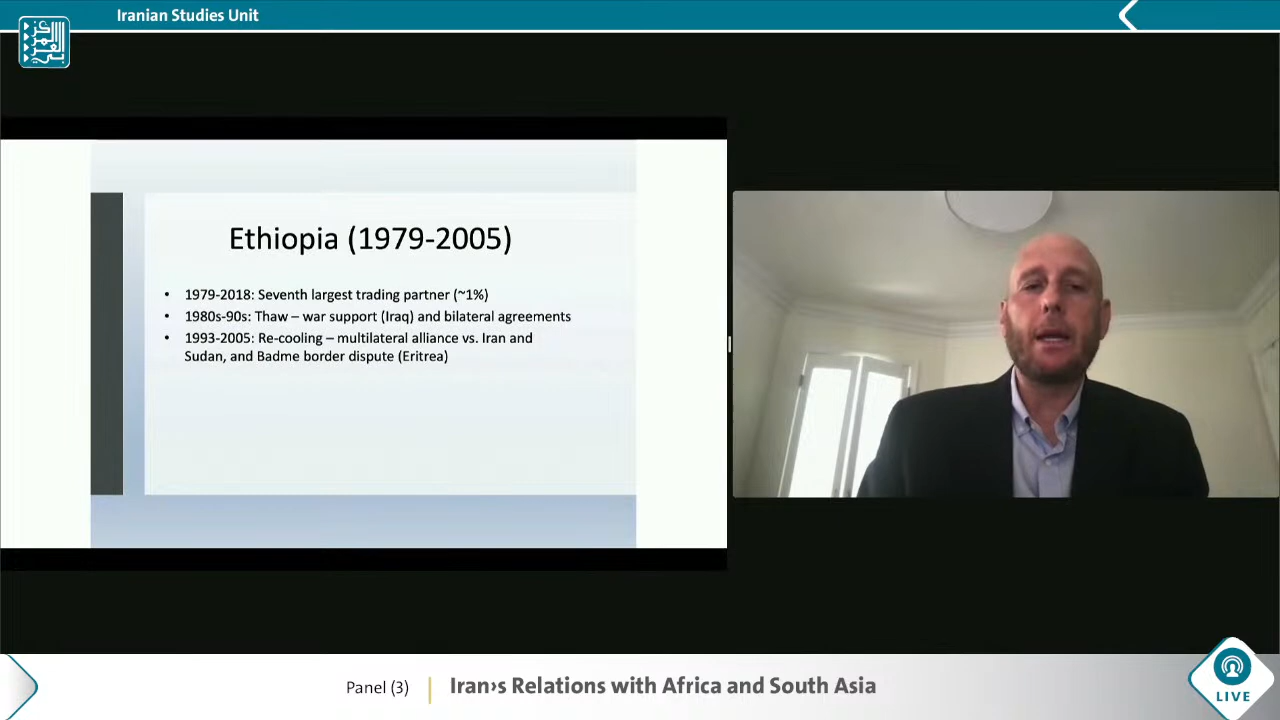 Iranian Studies Unit
المركز
العربي
Ethiopia (1979-2005)
• 1979-2018: Seventh largest trading partner (~1%)
• 1980s-90s: Thaw – war support (Iraq) and bilateral agreements
• 1993-2005: Re-cooling – multilateral alliance vs. Iran and
Sudan, and Badme border dispute (Eritrea)
Panel (3)
Iran›s Relations with Africa and South Asia
LIVE